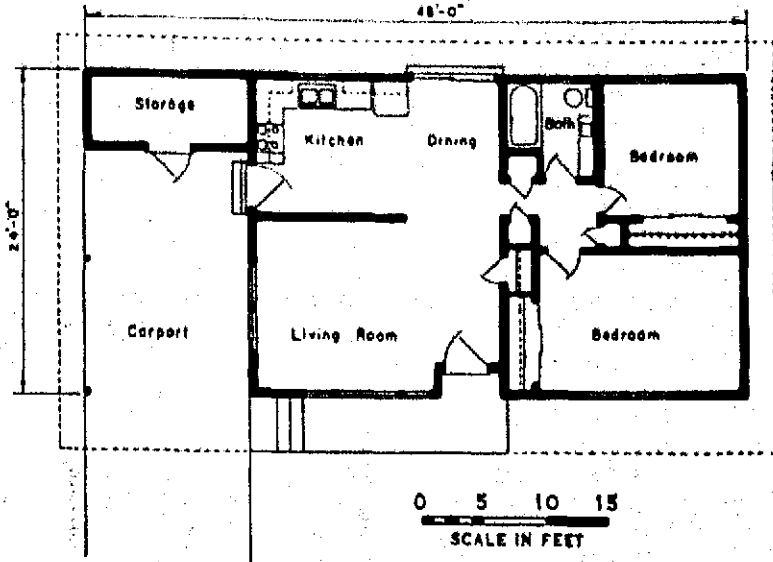 48'-0"
Storage
Kitchen
Dining
Bath
Bedroom
24'-0"
Carport
Living Room
Bedroom
0 5 10 15
SCALE IN FEET